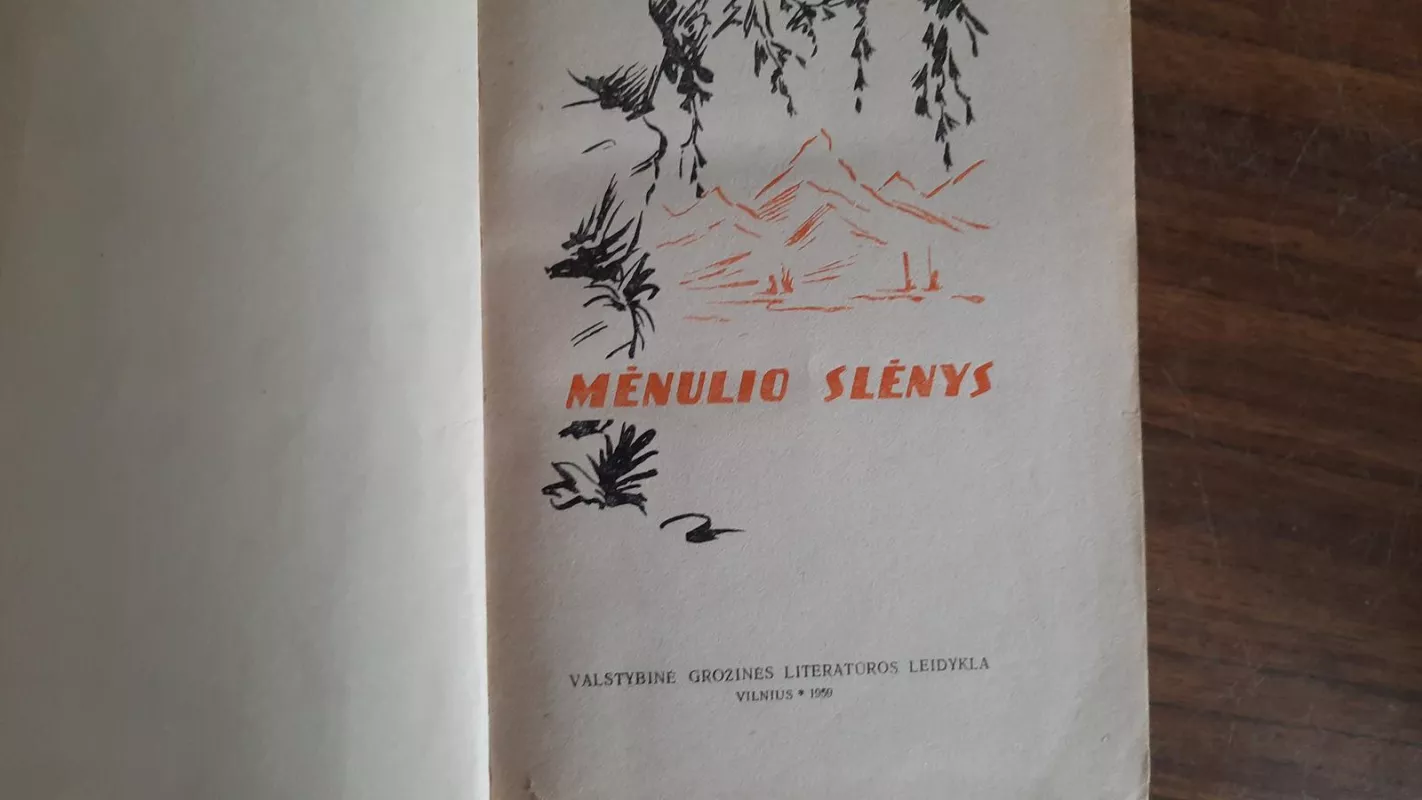 MĖNULIO SLĖNYS
VALSTYBINĖ GROŽINĖS LITERATŪROS LEIDYKLA
VILNIUS * 1959